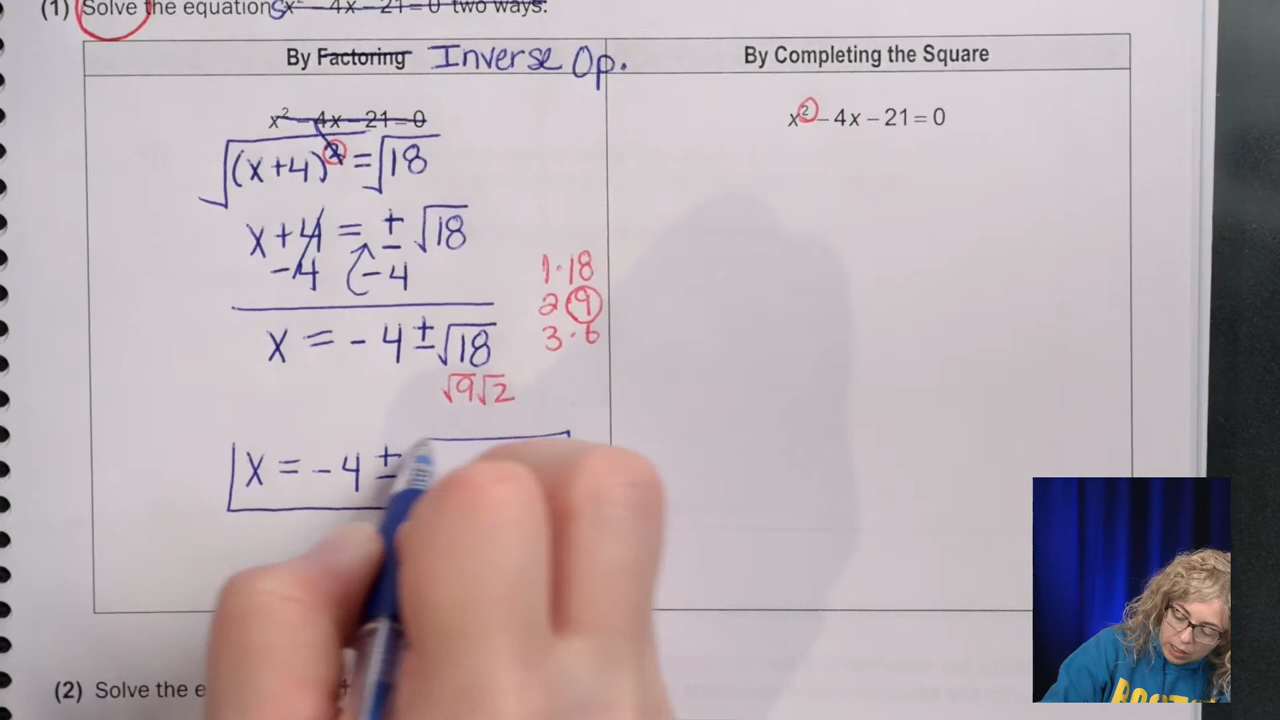 (1) Solve the equations x² - 4x - 21 = 0 two ways.
By Factoring Inverse Op.
By Completing the Square
x² - 4x - 21 = 0
x² - 4x - 21 = 0
√(x+4)² = √18
x+4 = ± √18
-4 -4
1·18
2 9
3·6
x = -4 ± √18
√9√2
x = -4 ±
(2) Solve the e